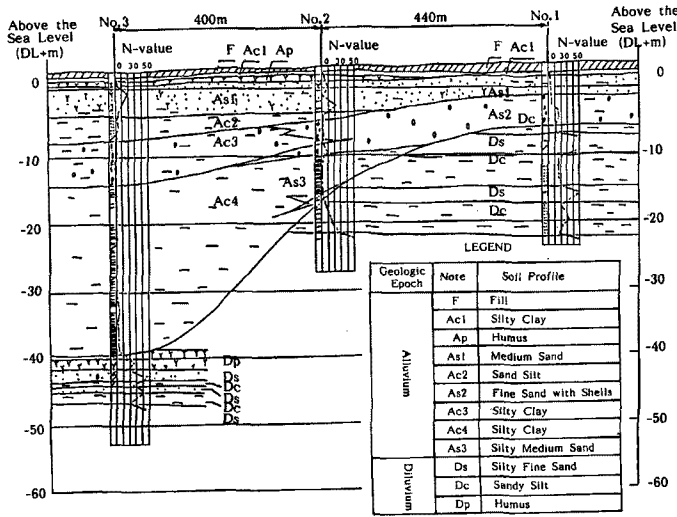 Above the Sea Level (DL+m)
No.3
400m
No.2
440m
No.1
Above the Sea Level (DL+m)
N-value
0 30 50
F Ac1 Ap
N-value
0 30 50
F Ac1
N-value
0 30 50
0
-10
-20
-30
-40
-50
-60
As1
Ac2
Ac3
As3
Ac4
As1
As2
Dc
Ds
Dc
Ds
Dc
Dp
Ds
Dc
Ds
Dc
Ds
0
-10
-20
-30
-40
-50
-60
LEGEND
Geologic Epoch Note Soil Profile
Alluvium
F Fill
Ac1 Silty Clay
Ap Humus
As1 Medium Sand
Ac2 Sand Silt
As2 Fine Sand with Shells
Ac3 Silty Clay
Ac4 Silty Clay
As3 Silty Medium Sand
Diluvium
Ds Silty Fine Sand
Dc Sandy Silt
Dp Humus